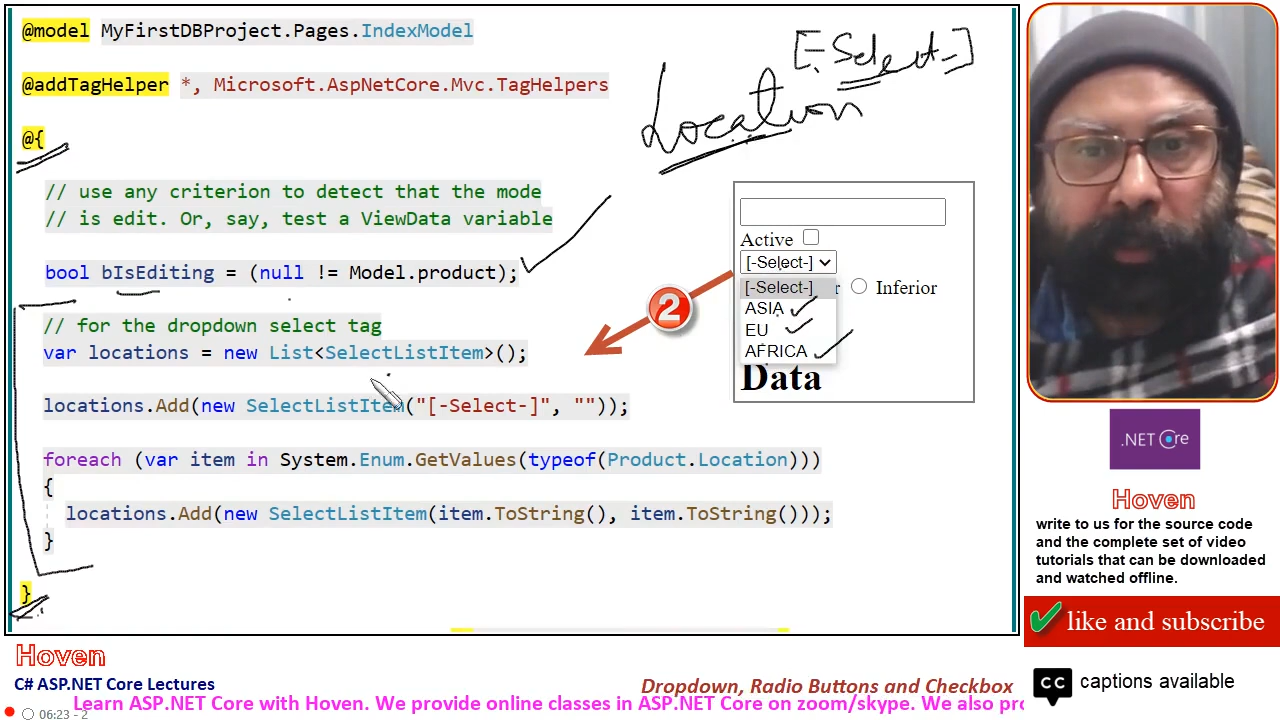 @model MyFirstDBProject.Pages.IndexModel
@addTagHelper *, Microsoft.AspNetCore.Mvc.TagHelpers
@{
// use any criterion to detect that the mode
// is edit. Or, say, test a ViewData variable
bool bIsEditing = (null != Model.product);
// for the dropdown select tag
var locations = new List<SelectListItem>();
locations.Add(new SelectListItem("[-Select-]", ""));
foreach (var item in System.Enum.GetValues(typeof(Product.Location)))
{
locations.Add(new SelectListItem(item.ToString(), item.ToString()));
}
}
[-Select-]
Location
Active
[-Select-]
[-Select-]
r Inferior
ASIA
EU
AFRICA
Data
2
.NET Core
Hoven
write to us for the source code
and the complete set of video
tutorials that can be downloaded
and watched offline.
like and subscribe
CC captions available
Hoven
C# ASP.NET Core Lectures
Dropdown, Radio Buttons and Checkbox
Learn ASP.NET Core with Hoven. We provide online classes in ASP.NET Core on zoom/skype. We also pro
06:23 - 2